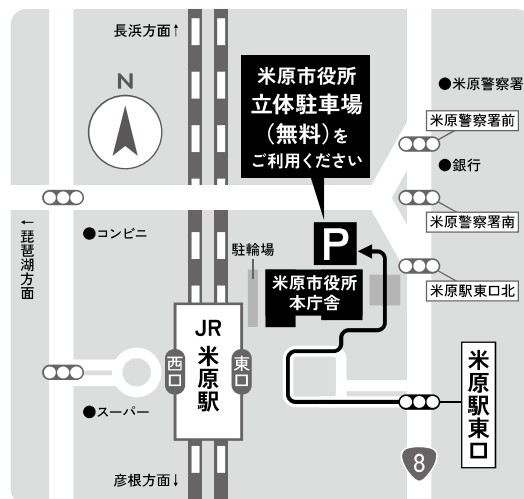 長浜方面↑
N
米原市役所
立体駐車場
(無料)を
ご利用ください
●米原警察署
米原警察署前
●銀行
米原警察署南
←琵琶湖方面
●コンビニ
駐輪場
P
米原市役所
本庁舎
米原駅東口北
JR
米原駅
西口
東口
●スーパー
米原駅東口
8
彦根方面↓